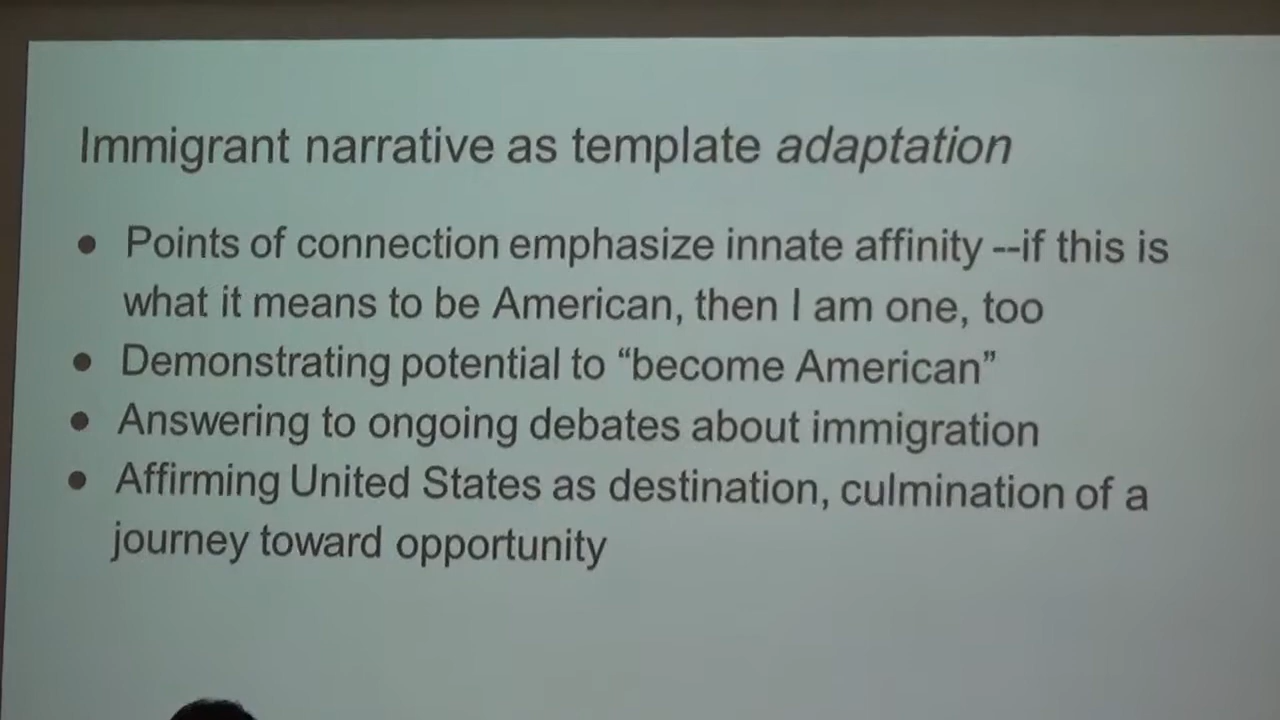 Immigrant narrative as template adaptation
● Points of connection emphasize innate affinity --if this is
what it means to be American, then I am one, too
● Demonstrating potential to “become American”
● Answering to ongoing debates about immigration
● Affirming United States as destination, culmination of a
journey toward opportunity